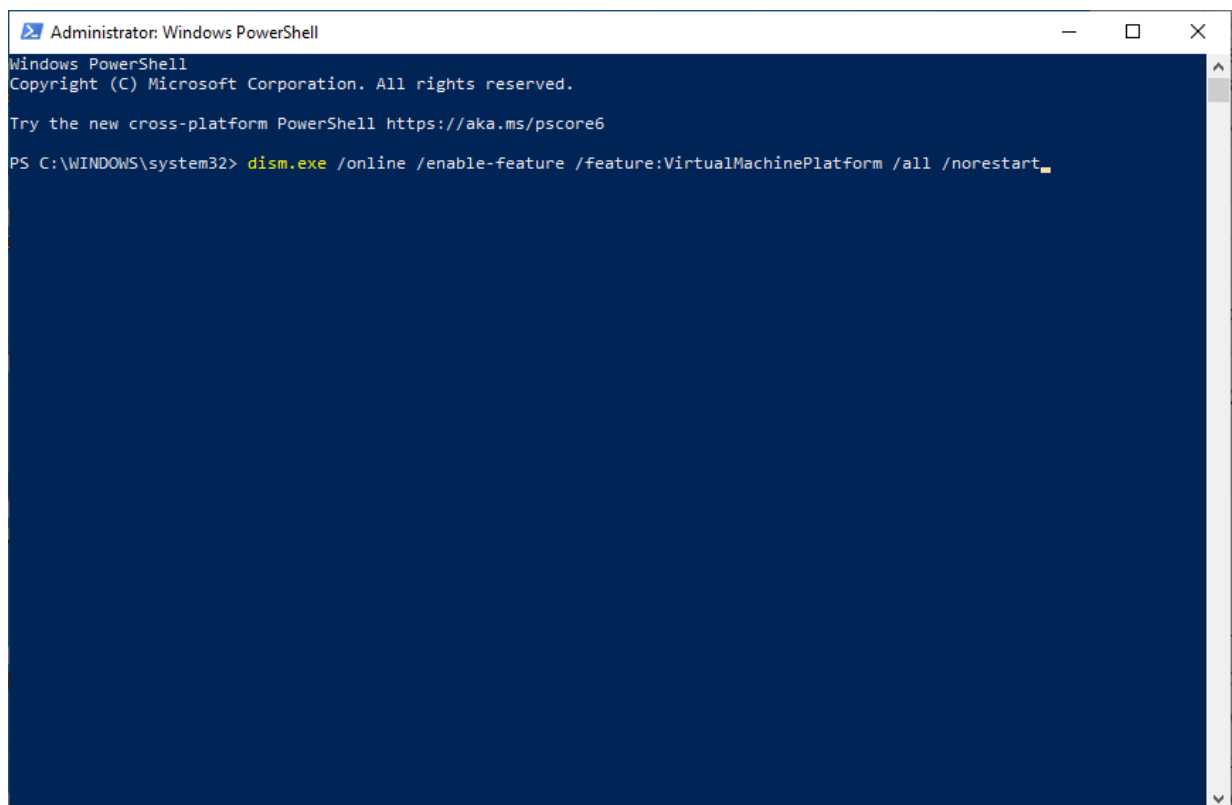 Administrator: Windows PowerShell
Windows PowerShell
Copyright (C) Microsoft Corporation. All rights reserved.
Try the new cross-platform PowerShell https://aka.ms/pscore6
PS C:\WINDOWS\system32> dism.exe /online /enable-feature /feature:VirtualMachinePlatform /all /norestart